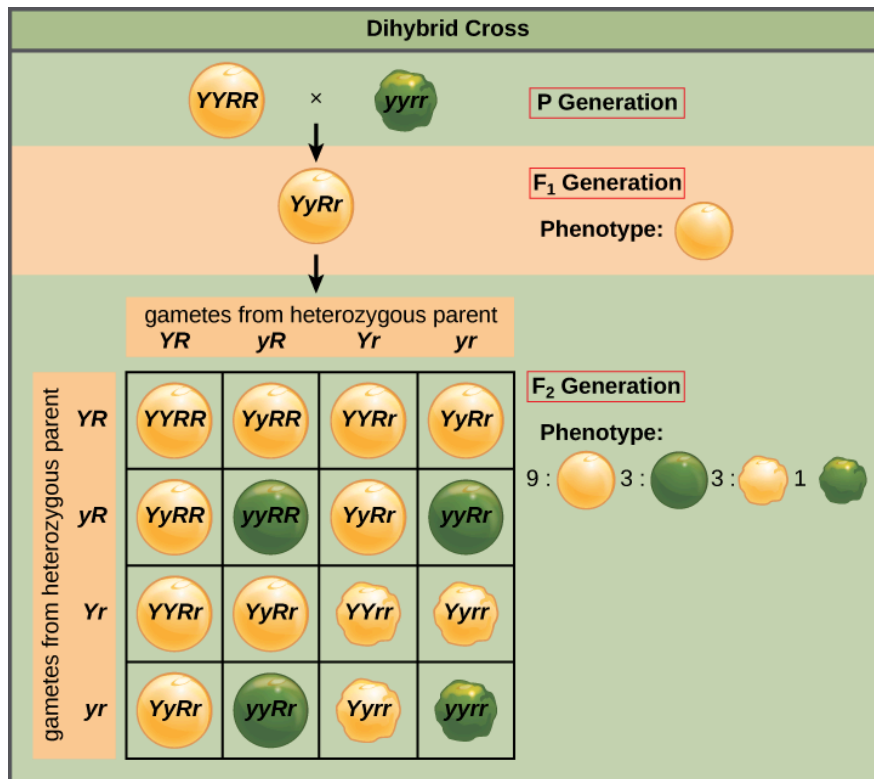 Dihybrid Cross
YYRR × yyrr P Generation
YyRr F₁ Generation
Phenotype:
gametes from heterozygous parent
YR yR Yr yr
gametes from heterozygous parent
F₂ Generation
YR YYRR YyRR YYRr YyRr
Phenotype:
9 : 3 : 3 : 1
yR YyRR yyRR YyRr yyRr
Yr YYRr YyRr YYrr Yyrr
yr YyRr yyRr Yyrr yyrr